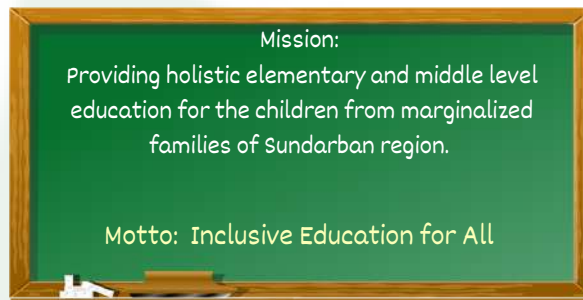 Mission:
Providing holistic elementary and middle level
education for the children from marginalized
families of Sundarban region.
Motto: Inclusive Education for All